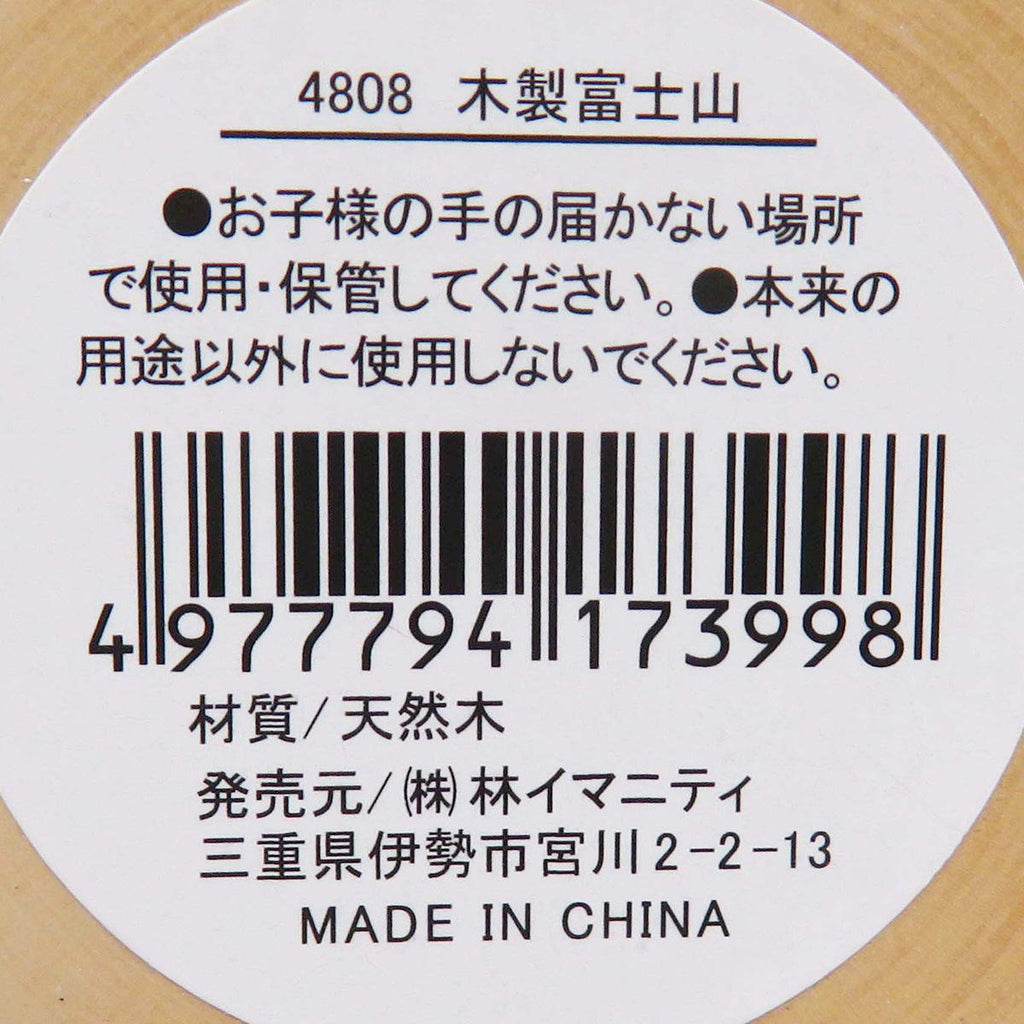 4808 木製富士山
●お子様の手の届かない場所
で使用・保管してください。●本来の
用途以外に使用しないでください。
4977794173998
材質/天然木
発売元/㈱林イマニティ
三重県伊勢市宮川2-2-13
MADE IN CHINA